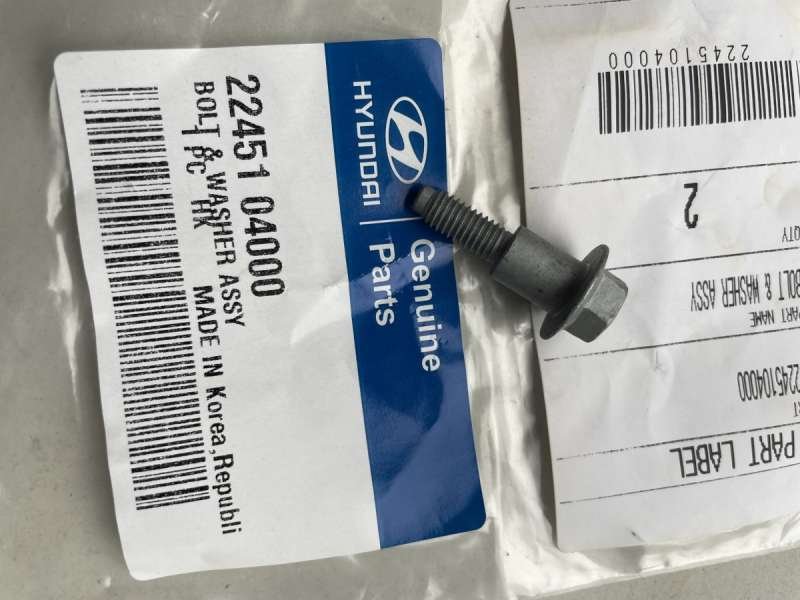 22451 04000
BOLT & WASHER ASSY
1 PC HX
MADE IN Korea,Republi
HYUNDAI
Genuine
Parts
2245104000
2
QTY
BOLT & WASHER ASSY
PART NAME
2245104000
PART LABEL